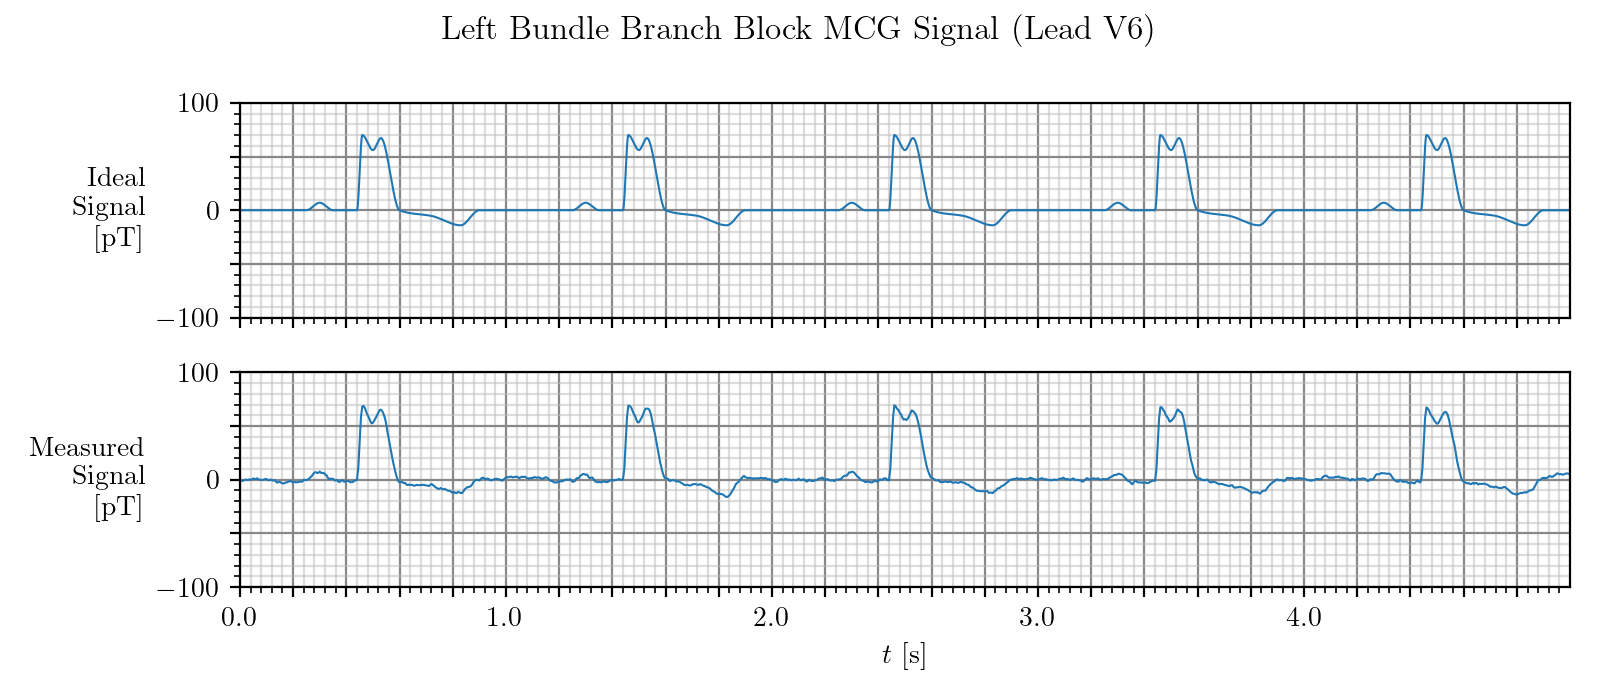 Left Bundle Branch Block MCG Signal (Lead V6)
100
Ideal
Signal
[pT]
0
−100
100
Measured
Signal
[pT]
0
−100
0.0 1.0 2.0 3.0 4.0
t [s]